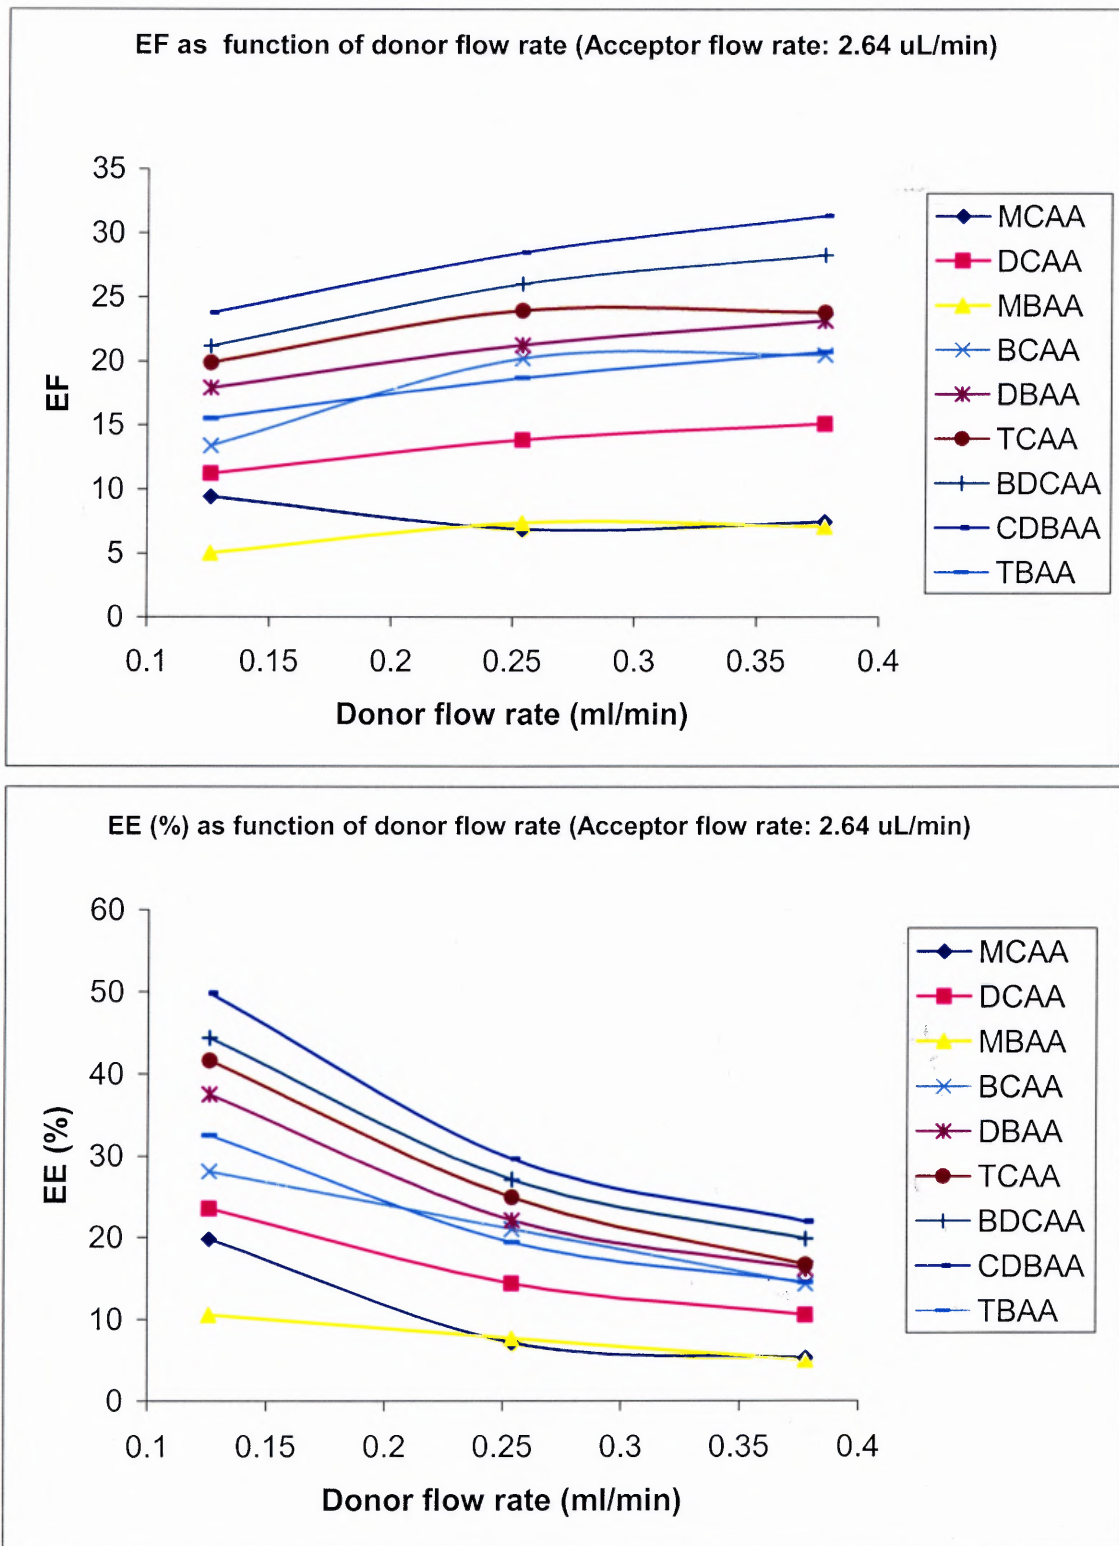 EF as function of donor flow rate (Acceptor flow rate: 2.64 uL/min)
35
30
25
20
15
10
5
0
EF
0.1 0.15 0.2 0.25 0.3 0.35 0.4
Donor flow rate (ml/min)
MCAA
DCAA
MBAA
BCAA
DBAA
TCAA
BDCAA
CDBAA
TBAA
EE (%) as function of donor flow rate (Acceptor flow rate: 2.64 uL/min)
60
50
40
30
20
10
0
EE (%)
0.1 0.15 0.2 0.25 0.3 0.35 0.4
Donor flow rate (ml/min)
MCAA
DCAA
MBAA
BCAA
DBAA
TCAA
BDCAA
CDBAA
TBAA